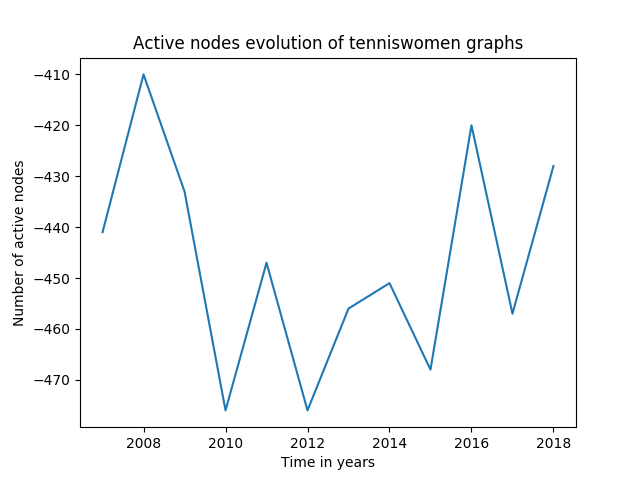 Active nodes evolution of tenniswomen graphs
−410
−420
−430
−440
−450
−460
−470
Number of active nodes
2008 2010 2012 2014 2016 2018
Time in years